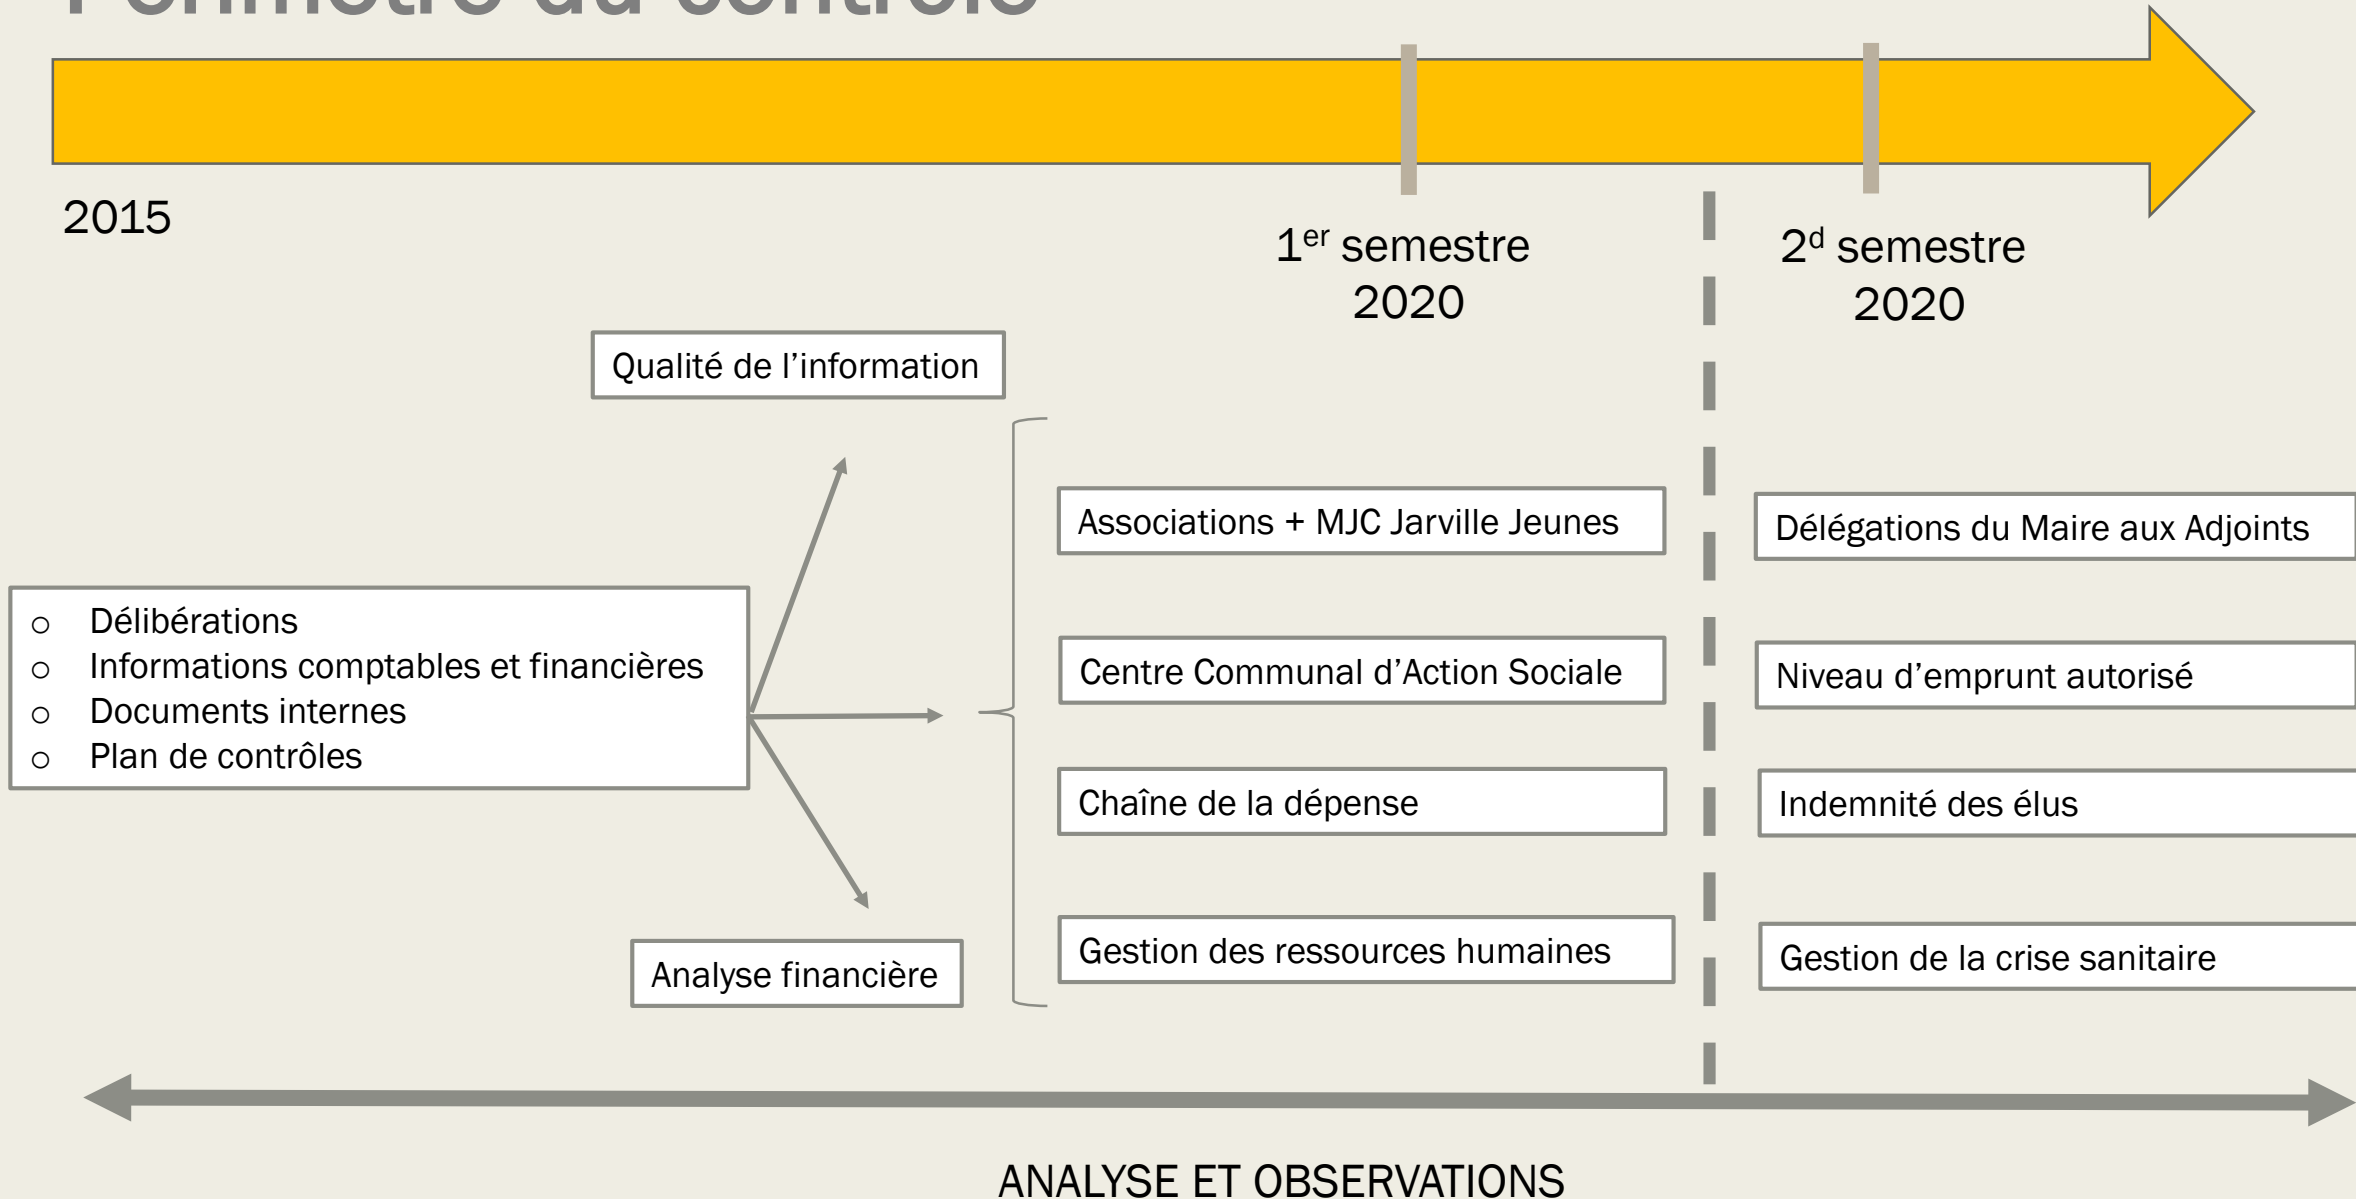 Périmètre du contrôle
2015
1er semestre
2020
2d semestre
2020
Qualité de l’information
Associations + MJC Jarville Jeunes
Délégations du Maire aux Adjoints
o Délibérations
o Informations comptables et financières
o Documents internes
o Plan de contrôles
Centre Communal d’Action Sociale
Niveau d’emprunt autorisé
Chaîne de la dépense
Indemnité des élus
Gestion des ressources humaines
Gestion de la crise sanitaire
Analyse financière
ANALYSE ET OBSERVATIONS